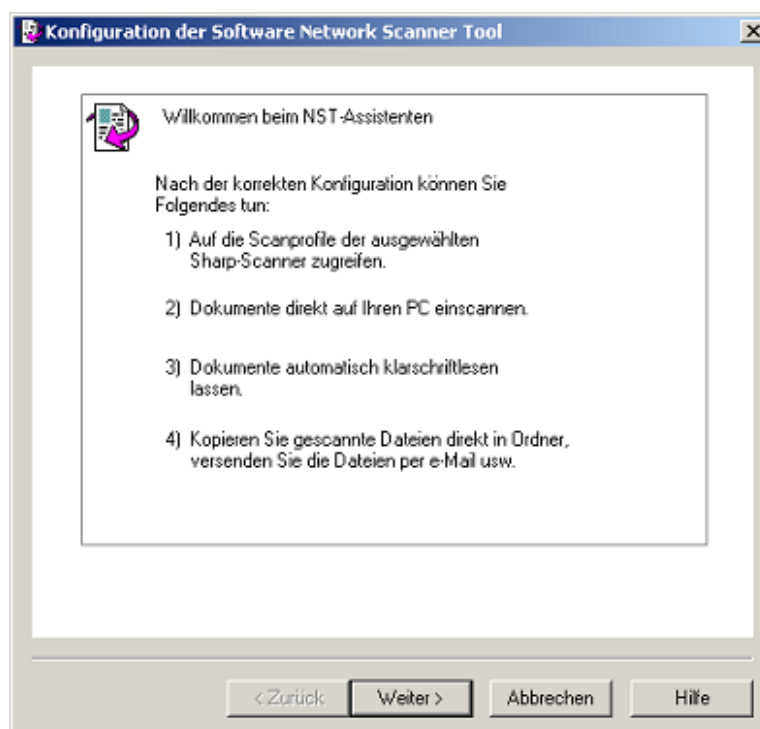 Konfiguration der Software Network Scanner Tool
Willkommen beim NST-Assistenten
Nach der korrekten Konfiguration können Sie
Folgendes tun:
1) Auf die Scanprofile der ausgewählten
Sharp-Scanner zugreifen.
2) Dokumente direkt auf Ihren PC einscannen.
3) Dokumente automatisch klarschriftlesen
lassen.
4) Kopieren Sie gescannte Dateien direkt in Ordner,
versenden Sie die Dateien per e-Mail usw.
< Zurück Weiter > Abbrechen Hilfe